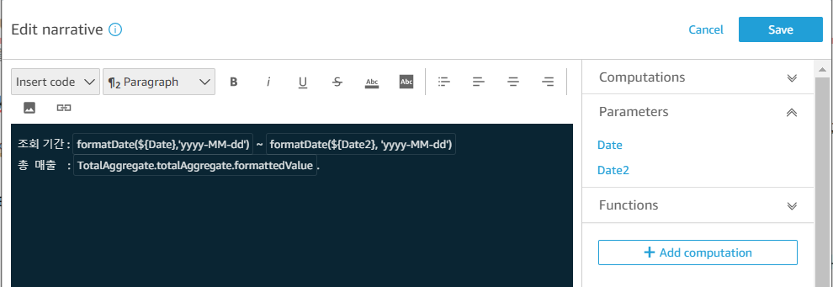 Edit narrative
Cancel
Save
Insert code
¶2 Paragraph
B
i
U
S
Abc
Abc
조회 기간 : formatDate(${Date},'yyyy-MM-dd') ~ formatDate(${Date2}, 'yyyy-MM-dd')
총 매출 : TotalAggregate.totalAggregate.formattedValue .
Computations
Parameters
Date
Date2
Functions
+ Add computation